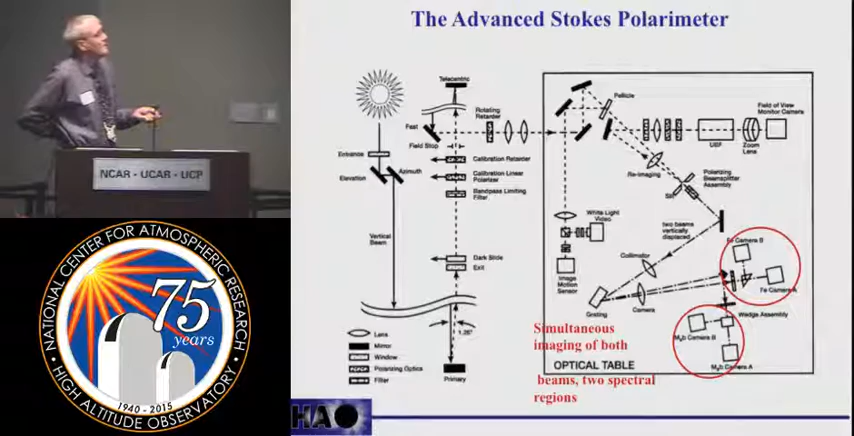 The Advanced Stokes Polarimeter
NCAR - UCAR - UCP
NATIONAL CENTER FOR ATMOSPHERIC RESEARCH
75
years
1940 - 2015
HIGH ALTITUDE OBSERVATORY
Telecentric
Rotating
Retarder
Fast
Field Stop
Entrance
Elevation
Azimuth
Calibration Retarder
Calibration Linear
Polarizer
Bandpass Limiting
Filter
Vertical
Beam
Dark Slide
Exit
1.26°
Primary
Lens
Mirror
Window
Polarizing Optics
Filter
Pellicle
Field of View
Monitor Camera
UBF
Zoom
Lens
Re-imaging
Polarizing
Beamsplitter
Assembly
Slit
White Light
Video
two beams
vertically
displaced
Image
Motion
Sensor
Collimator
Grating
Camera
Fe Camera B
Fe Camera A
Wedge Assembly
Mgb Camera B
Mgb Camera A
Simultaneous
imaging of both
beams, two spectral
regions
OPTICAL TABLE
HAO